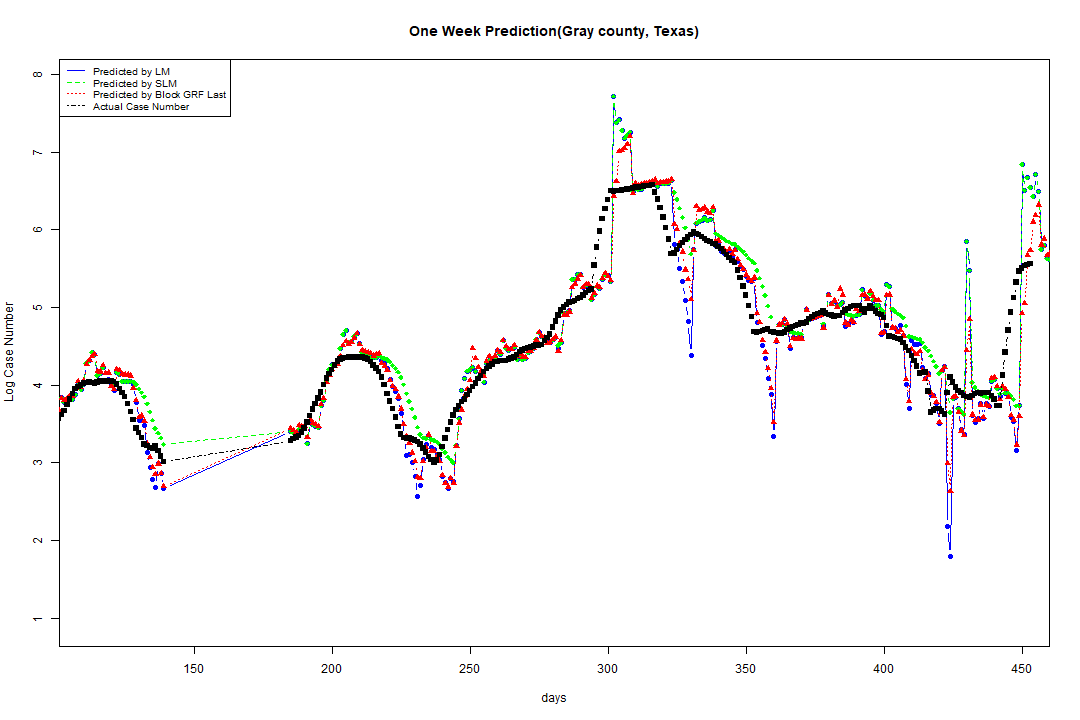 One Week Prediction(Gray county, Texas)
Predicted by LM
Predicted by SLM
Predicted by Block GRF Last
Actual Case Number
8
7
6
5
4
3
2
1
Log Case Number
150 200 250 300 350 400 450
days